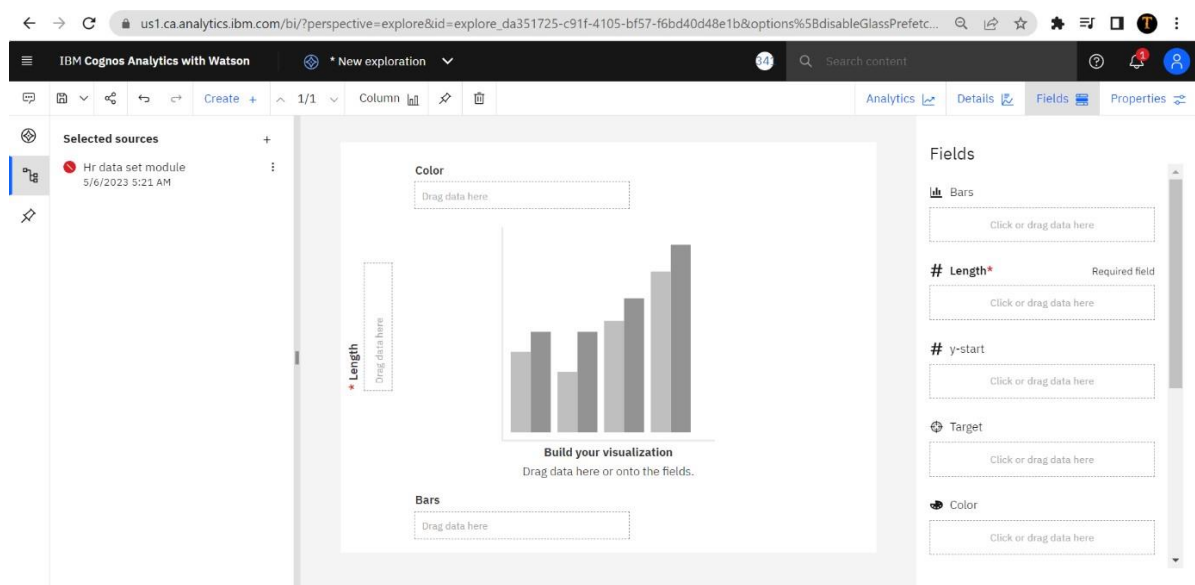 us1.ca.analytics.ibm.com/bi/?perspective=explore&id=explore_da351725-c91f-4105-bf57-f6bd40d48e1b&options%5BdisableGlassPrefetc...
T
IBM Cognos Analytics with Watson
* New exploration
Search content
1
Create +
1/1
Column
Analytics
Details
Fields
Properties
Selected sources
+
Hr data set module
5/6/2023 5:21 AM
Color
Drag data here
* Length
Drag data here
Build your visualization
Drag data here or onto the fields.
Bars
Drag data here
Fields
Bars
Click or drag data here
# Length*
Required field
Click or drag data here
# y-start
Click or drag data here
Target
Click or drag data here
Color
Click or drag data here